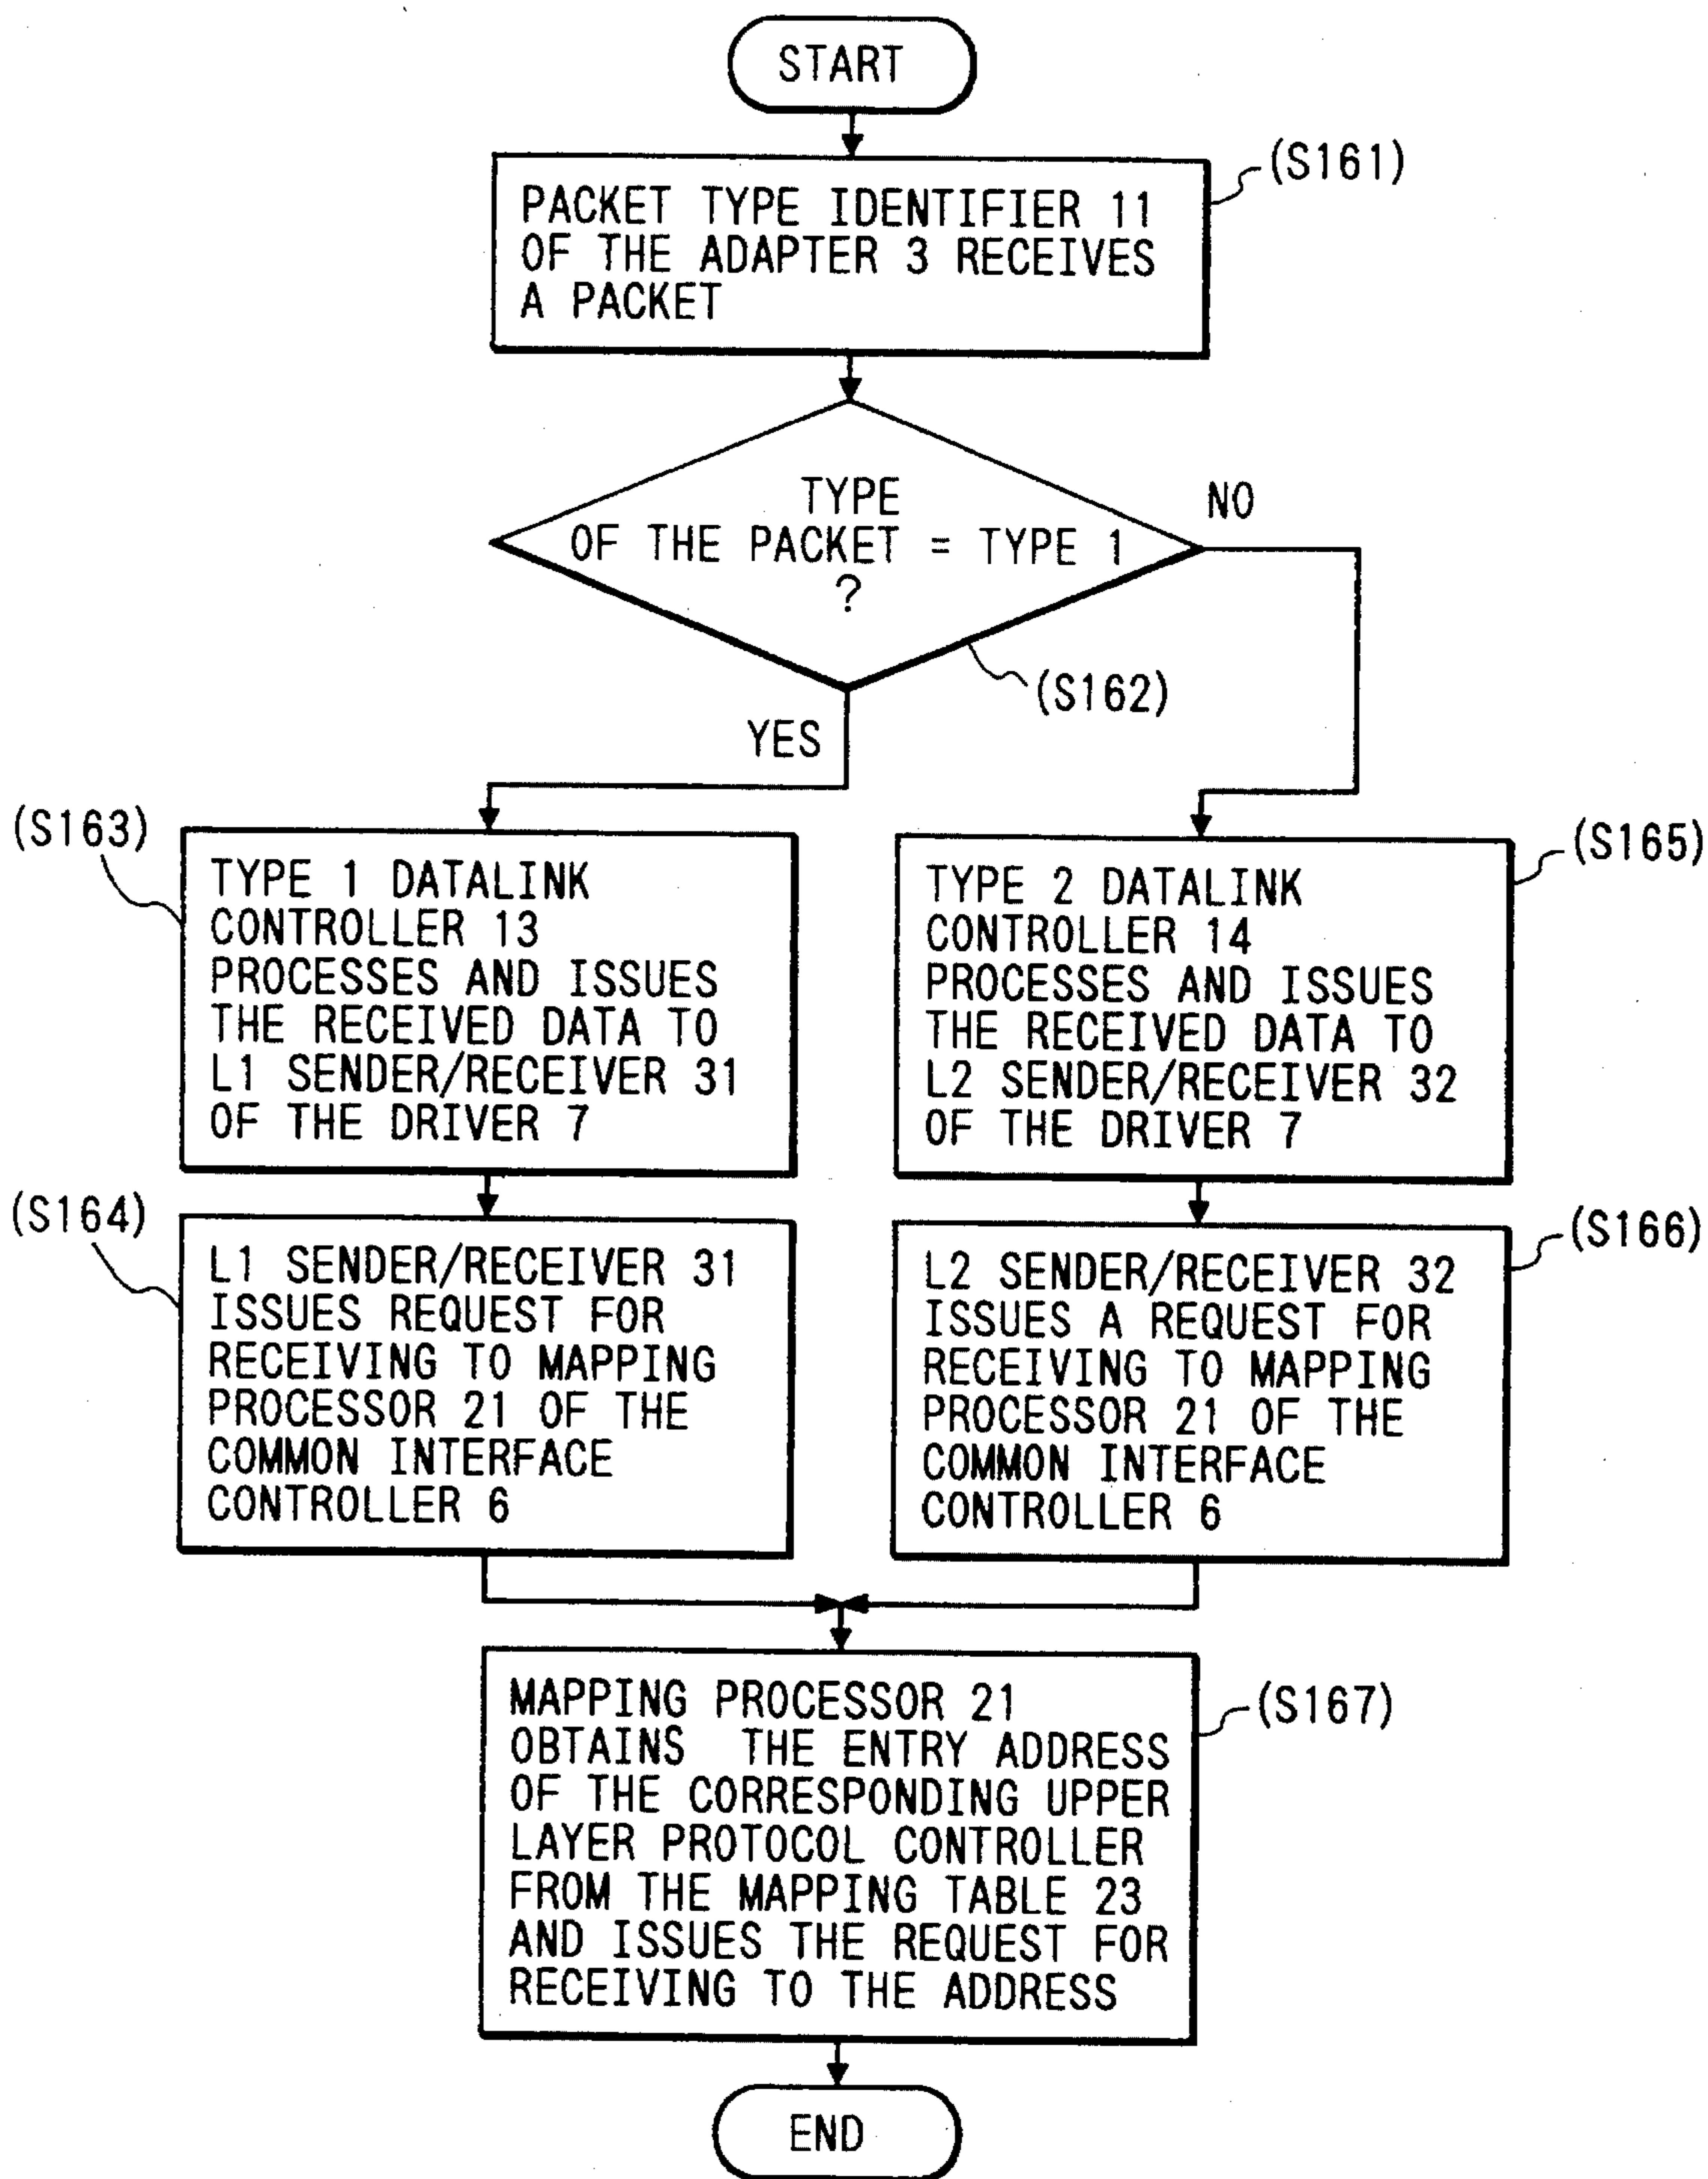 START
(S161)
PACKET TYPE IDENTIFIER 11
OF THE ADAPTER 3 RECEIVES
A PACKET
TYPE
OF THE PACKET = TYPE 1
?
NO
(S162)
YES
(S163)
TYPE 1 DATALINK
CONTROLLER 13
PROCESSES AND ISSUES
THE RECEIVED DATA TO
L1 SENDER/RECEIVER 31
OF THE DRIVER 7
(S165)
TYPE 2 DATALINK
CONTROLLER 14
PROCESSES AND ISSUES
THE RECEIVED DATA TO
L2 SENDER/RECEIVER 32
OF THE DRIVER 7
(S164)
L1 SENDER/RECEIVER 31
ISSUES REQUEST FOR
RECEIVING TO MAPPING
PROCESSOR 21 OF THE
COMMON INTERFACE
CONTROLLER 6
(S166)
L2 SENDER/RECEIVER 32
ISSUES A REQUEST FOR
RECEIVING TO MAPPING
PROCESSOR 21 OF THE
COMMON INTERFACE
CONTROLLER 6
(S167)
MAPPING PROCESSOR 21
OBTAINS THE ENTRY ADDRESS
OF THE CORRESPONDING UPPER
LAYER PROTOCOL CONTROLLER
FROM THE MAPPING TABLE 23
AND ISSUES THE REQUEST FOR
RECEIVING TO THE ADDRESS
END